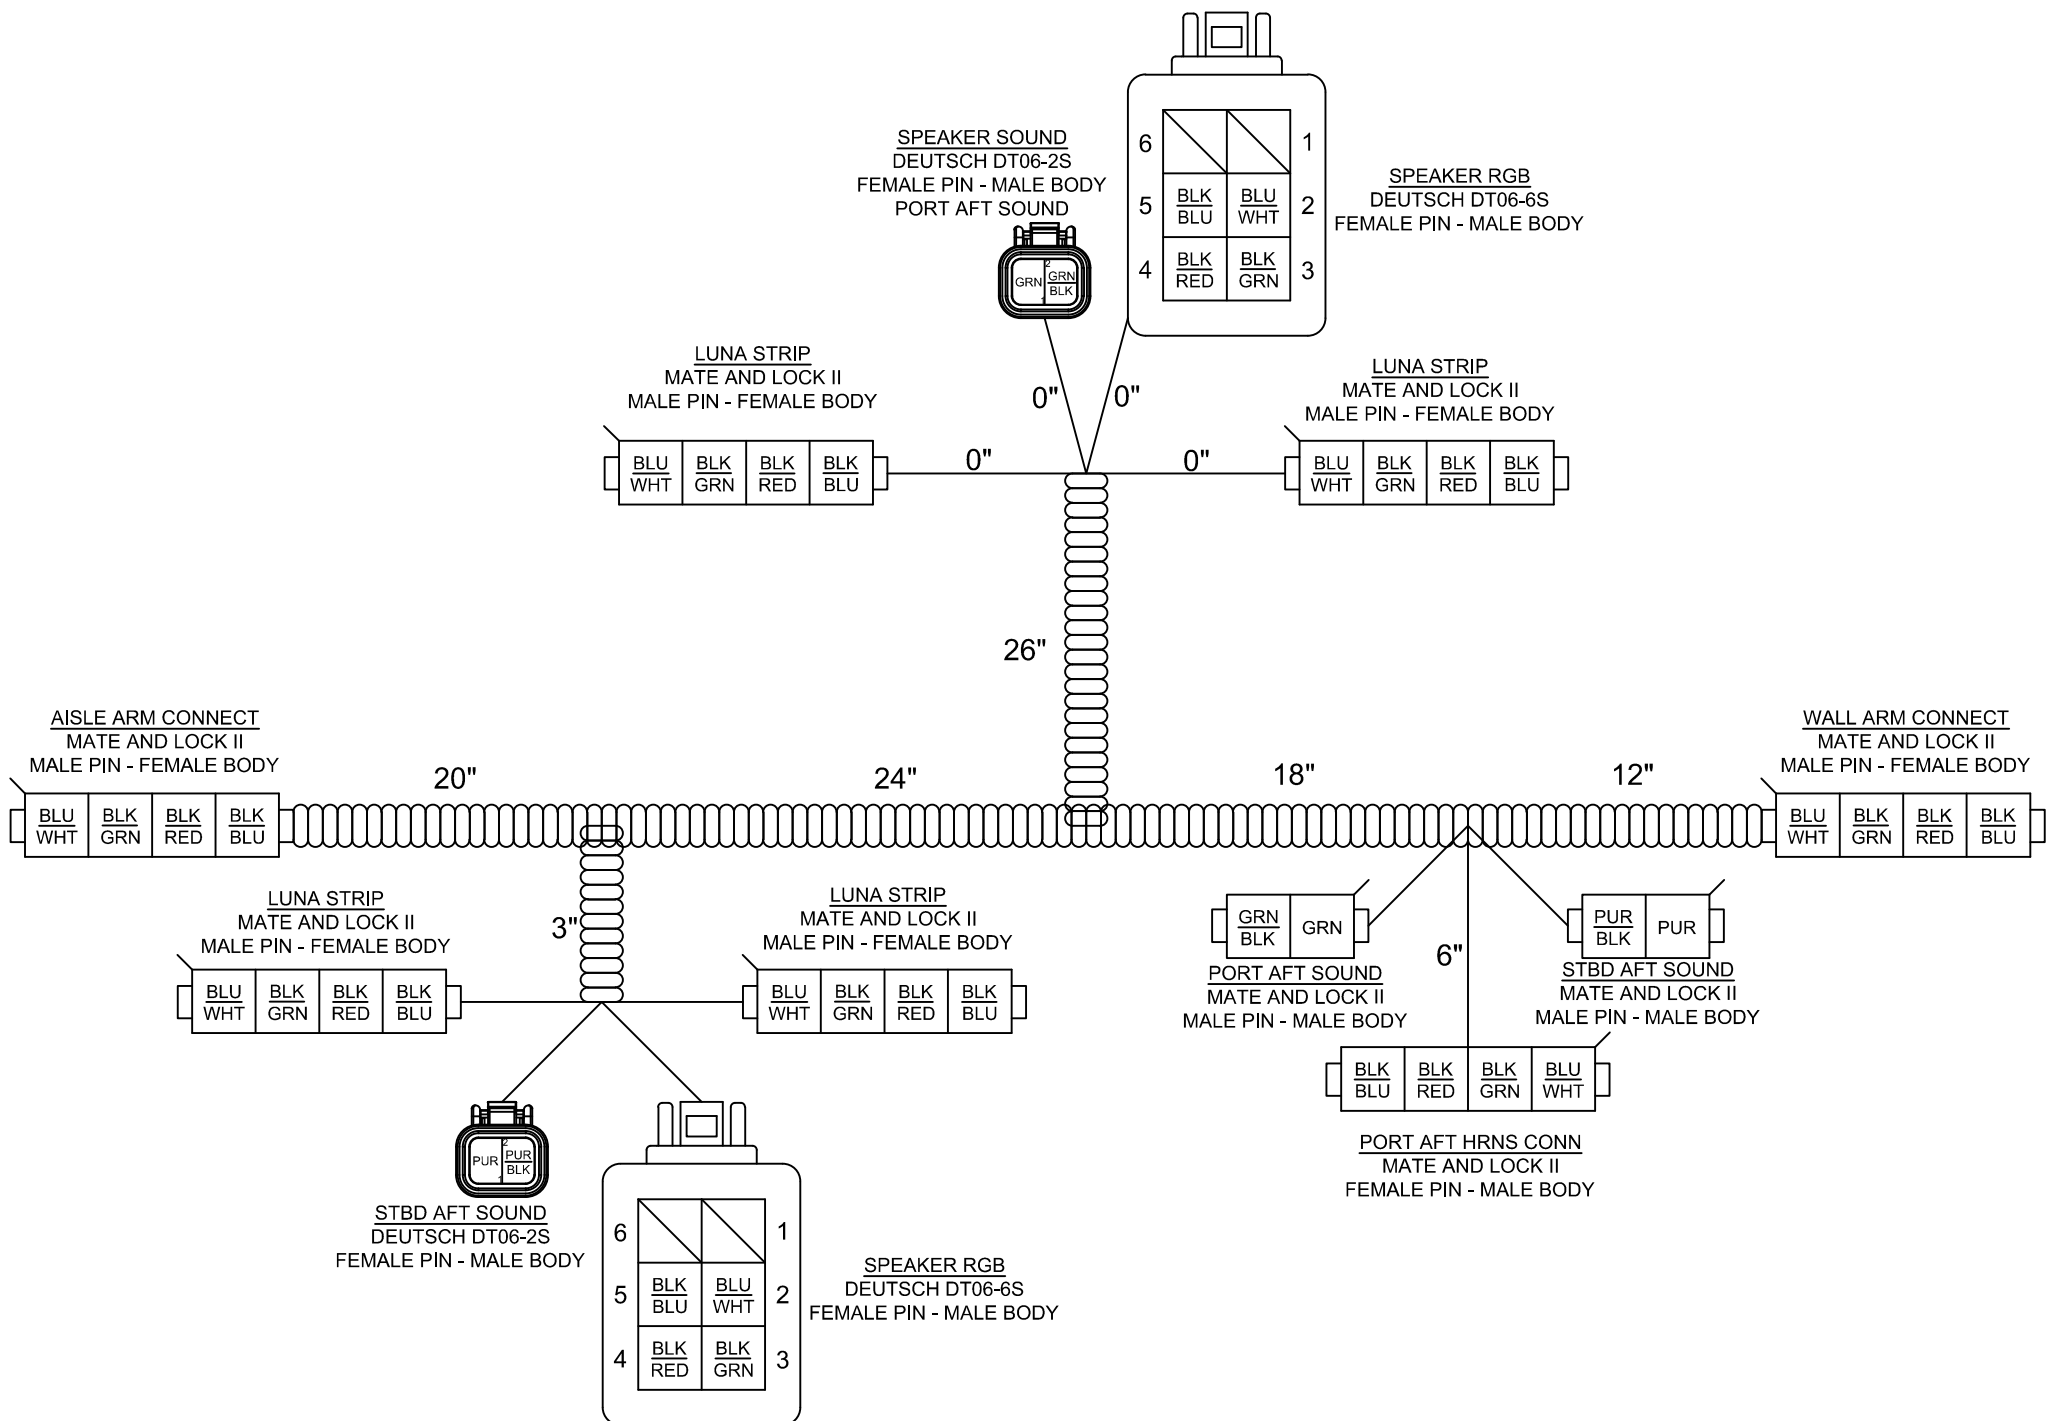 SPEAKER SOUND
DEUTSCH DT06-2S
FEMALE PIN - MALE BODY
PORT AFT SOUND
GRN
2
1
GRN
BLK
6
1
5
BLK
BLU
BLU
WHT
2
4
BLK
RED
BLK
GRN
3
SPEAKER RGB
DEUTSCH DT06-6S
FEMALE PIN - MALE BODY
LUNA STRIP
MATE AND LOCK II
MALE PIN - FEMALE BODY
BLU
WHT
BLK
GRN
BLK
RED
BLK
BLU
0"
0"
0"
0"
LUNA STRIP
MATE AND LOCK II
MALE PIN - FEMALE BODY
BLU
WHT
BLK
GRN
BLK
RED
BLK
BLU
26"
AISLE ARM CONNECT
MATE AND LOCK II
MALE PIN - FEMALE BODY
BLU
WHT
BLK
GRN
BLK
RED
BLK
BLU
20"
24"
18"
12"
WALL ARM CONNECT
MATE AND LOCK II
MALE PIN - FEMALE BODY
BLU
WHT
BLK
GRN
BLK
RED
BLK
BLU
LUNA STRIP
MATE AND LOCK II
MALE PIN - FEMALE BODY
BLU
WHT
BLK
GRN
BLK
RED
BLK
BLU
3"
LUNA STRIP
MATE AND LOCK II
MALE PIN - FEMALE BODY
BLU
WHT
BLK
GRN
BLK
RED
BLK
BLU
GRN
BLK
GRN
PORT AFT SOUND
MATE AND LOCK II
MALE PIN - MALE BODY
6"
PUR
BLK
PUR
STBD AFT SOUND
MATE AND LOCK II
MALE PIN - MALE BODY
BLK
BLU
BLK
RED
BLK
GRN
BLU
WHT
PORT AFT HRNS CONN
MATE AND LOCK II
FEMALE PIN - MALE BODY
PUR
2
1
PUR
BLK
STBD AFT SOUND
DEUTSCH DT06-2S
FEMALE PIN - MALE BODY
6
1
5
BLK
BLU
BLU
WHT
2
4
BLK
RED
BLK
GRN
3
SPEAKER RGB
DEUTSCH DT06-6S
FEMALE PIN - MALE BODY